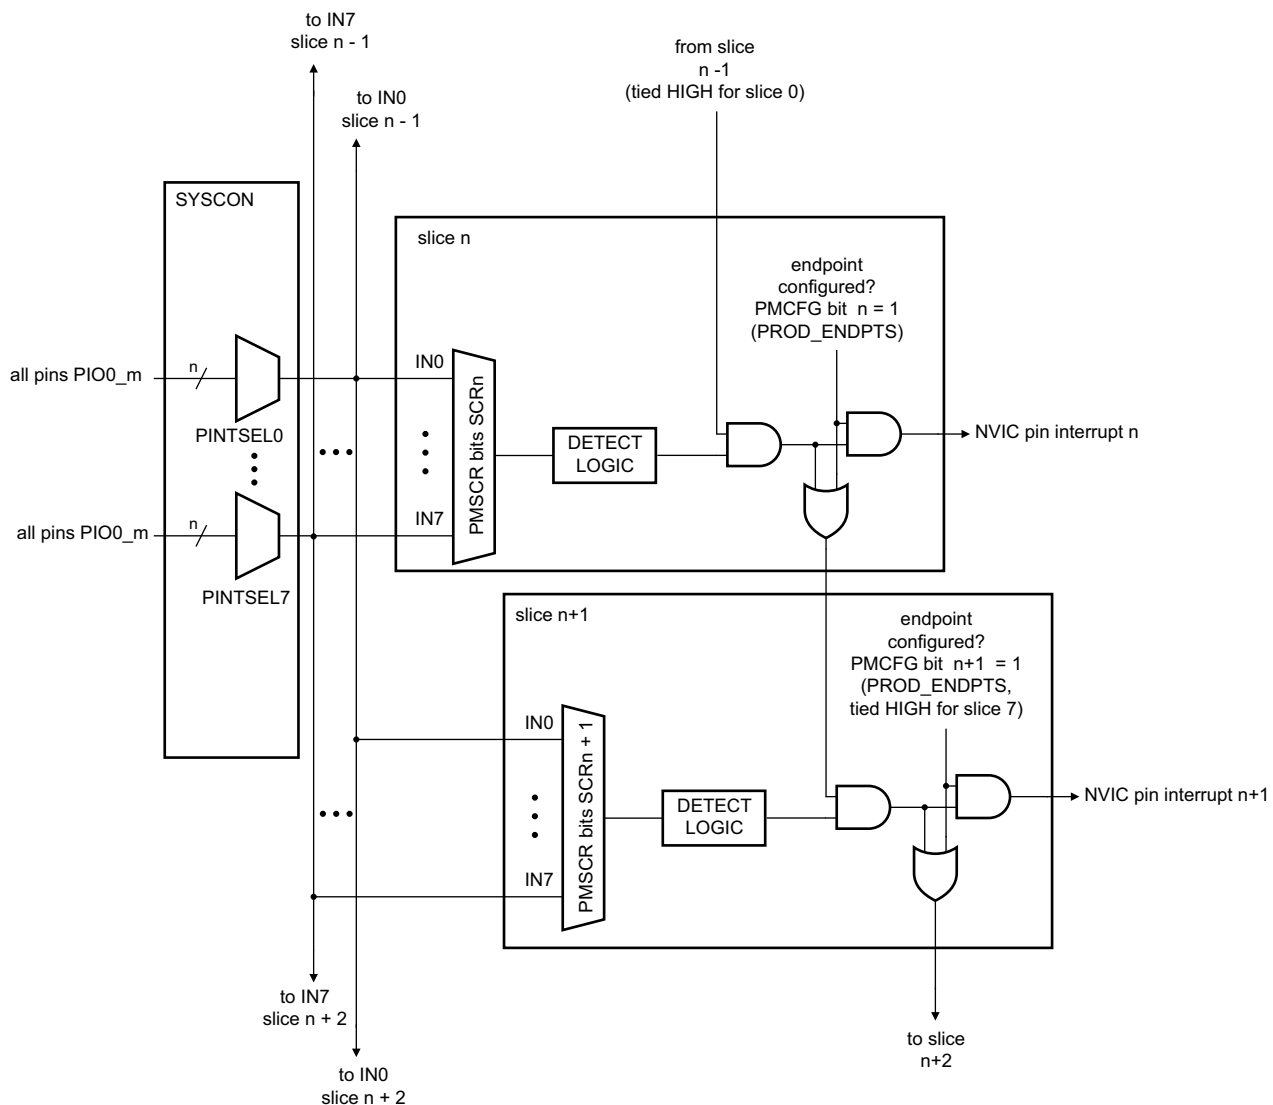 to IN7
slice n - 1
from slice
n -1
(tied HIGH for slice 0)
to IN0
slice n - 1
SYSCON
slice n
endpoint
configured?
PMCFG bit n = 1
(PROD_ENDPTS)
all pins PIO0_m
n
PINTSEL0
IN0
IN7
PMSCR bits SCRn
DETECT
LOGIC
NVIC pin interrupt n
all pins PIO0_m
n
PINTSEL7
slice n+1
endpoint
configured?
PMCFG bit n+1 = 1
(PROD_ENDPTS,
tied HIGH for slice 7)
IN0
IN7
PMSCR bits SCRn + 1
DETECT
LOGIC
NVIC pin interrupt n+1
to IN7
slice n + 2
to IN0
slice n + 2
to slice
n+2